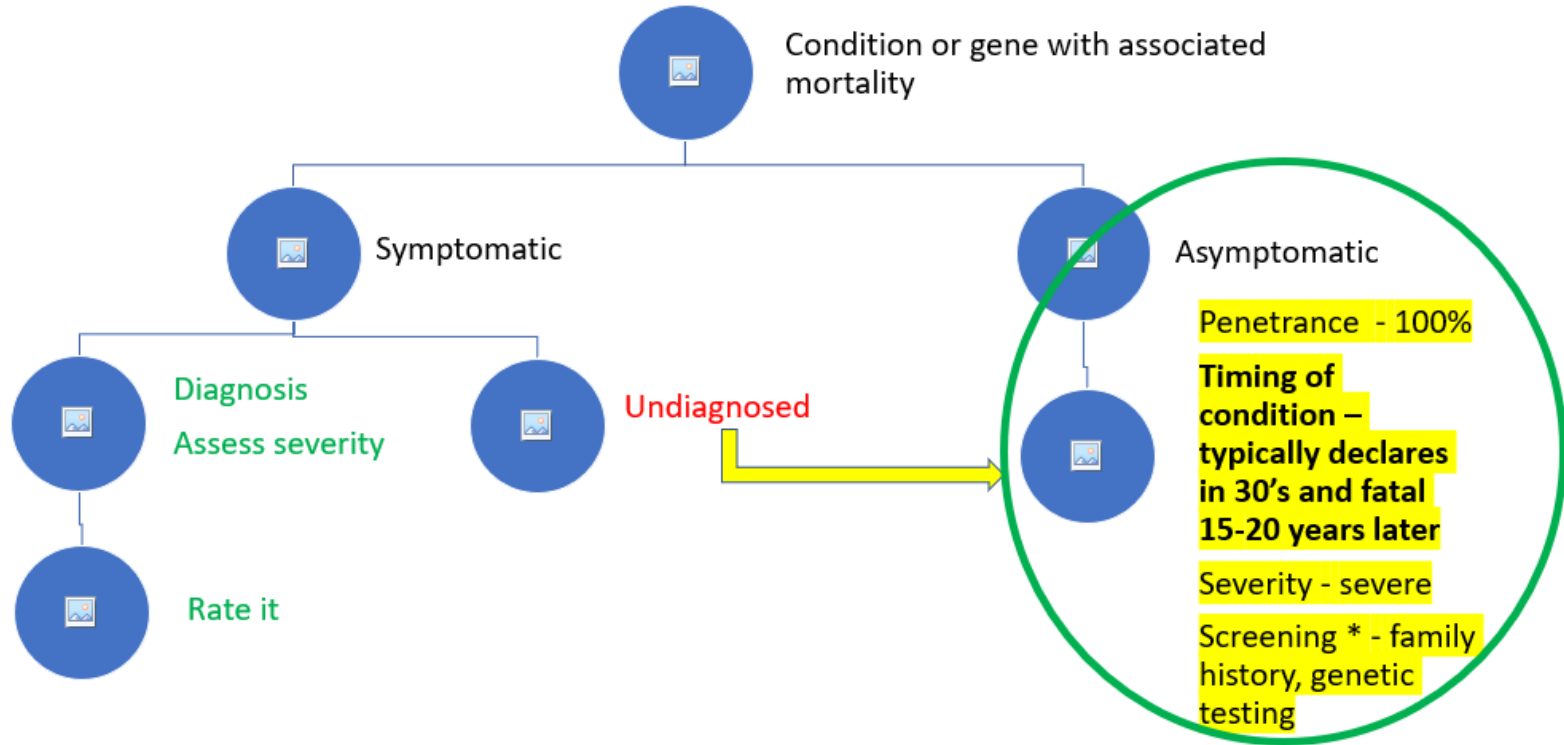 Condition or gene with associated
mortality
Symptomatic
Asymptomatic
Diagnosis
Assess severity
Undiagnosed
Rate it
Penetrance - 100%
Timing of
condition –
typically declares
in 30's and fatal
15-20 years later
Severity - severe
Screening * - family
history, genetic
testing